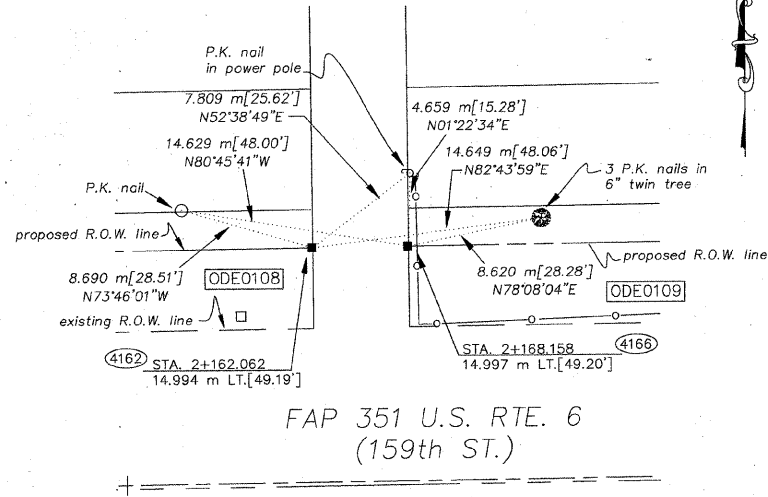 P.K. nail
in power pole
7.809 m[25.62']
N52°38'49"E
4.659 m[15.28']
N01°22'34"E
14.629 m[48.00']
N80°45'41"W
14.649 m[48.06']
N82°43'59"E
3 P.K. nails in
6" twin tree
P.K. nail
proposed R.O.W. line
proposed R.O.W. line
8.690 m[28.51']
N73°46'01"W
ODE0108
8.620 m[28.28']
N78°08'04"E
ODE0109
existing R.O.W. line
4162
STA. 2+162.062
14.994 m LT.[49.19']
STA. 2+168.158
14.997 m LT.[49.20']
4166
FAP 351 U.S. RTE. 6
(159th ST.)